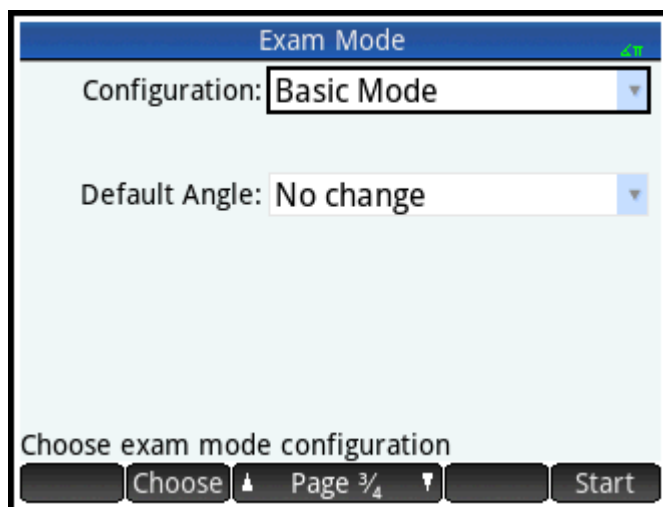 Exam Mode
∡π
Configuration: Basic Mode
Default Angle: No change
Choose exam mode configuration
Choose Page ¾ Start